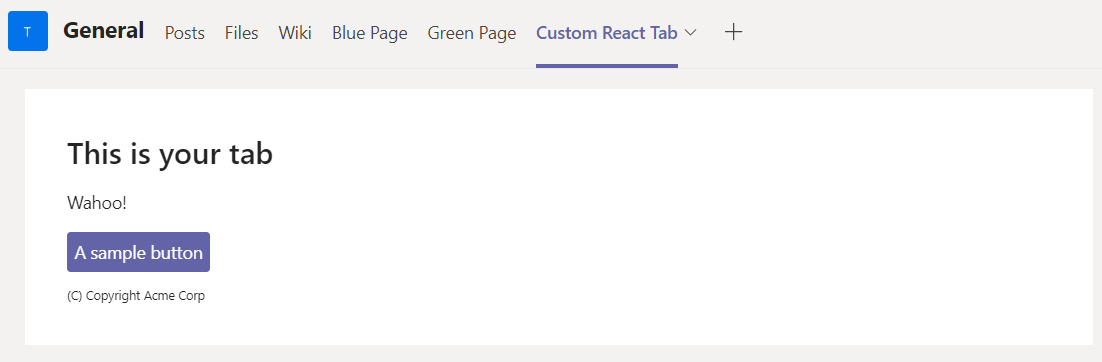 T General Posts Files Wiki Blue Page Green Page Custom React Tab
This is your tab
Wahoo!
A sample button
(C) Copyright Acme Corp